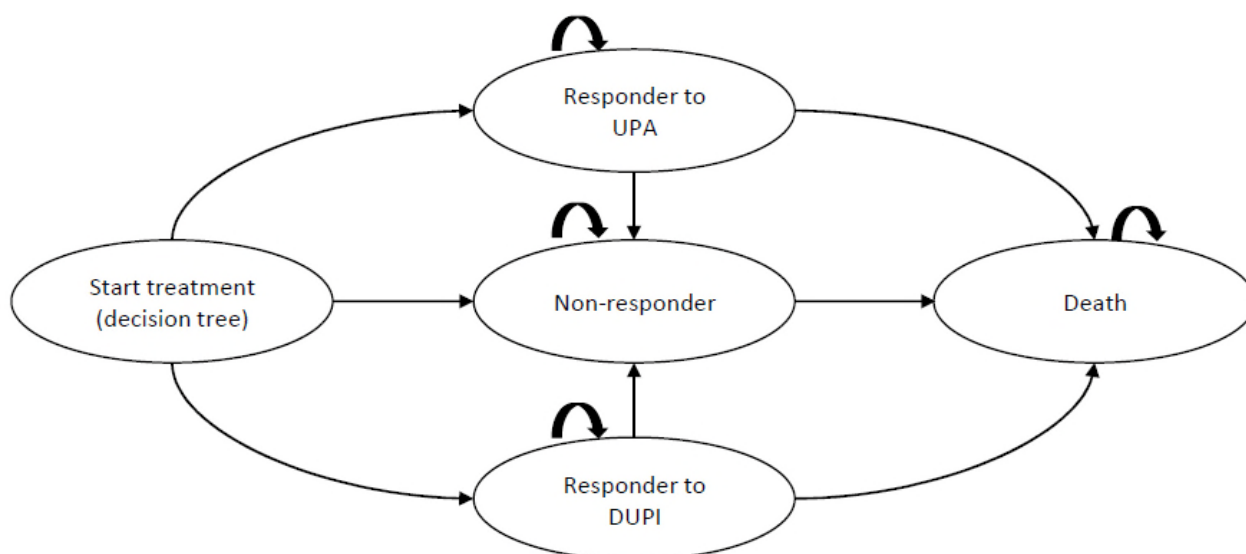 Responder to
UPA
Start treatment
(decision tree)
Non-responder
Death
Responder to
DUPI